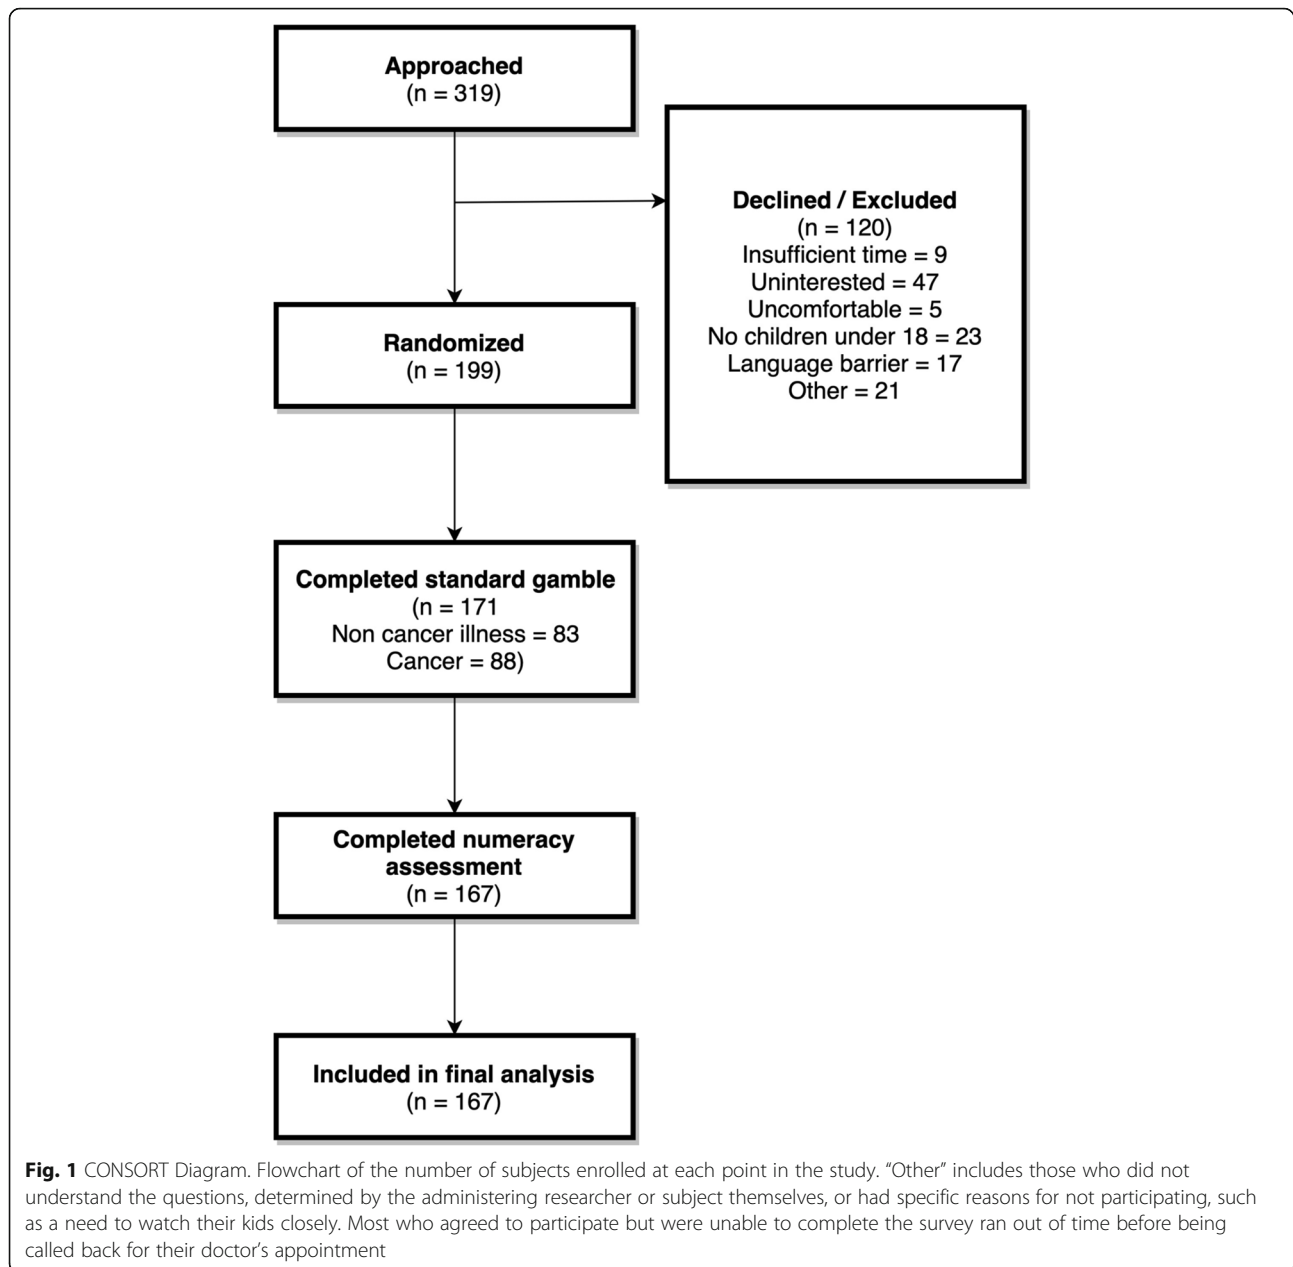 Approached
(n = 319)
Declined / Excluded
(n = 120)
Insufficient time = 9
Uninterested = 47
Uncomfortable = 5
No children under 18 = 23
Language barrier = 17
Other = 21
Randomized
(n = 199)
Completed standard gamble
(n = 171
Non cancer illness = 83
Cancer = 88)
Completed numeracy
assessment
(n = 167)
Included in final analysis
(n = 167)
Fig. 1 CONSORT Diagram. Flowchart of the number of subjects enrolled at each point in the study. “Other” includes those who did not
understand the questions, determined by the administering researcher or subject themselves, or had specific reasons for not participating, such
as a need to watch their kids closely. Most who agreed to participate but were unable to complete the survey ran out of time before being
called back for their doctor’s appointment